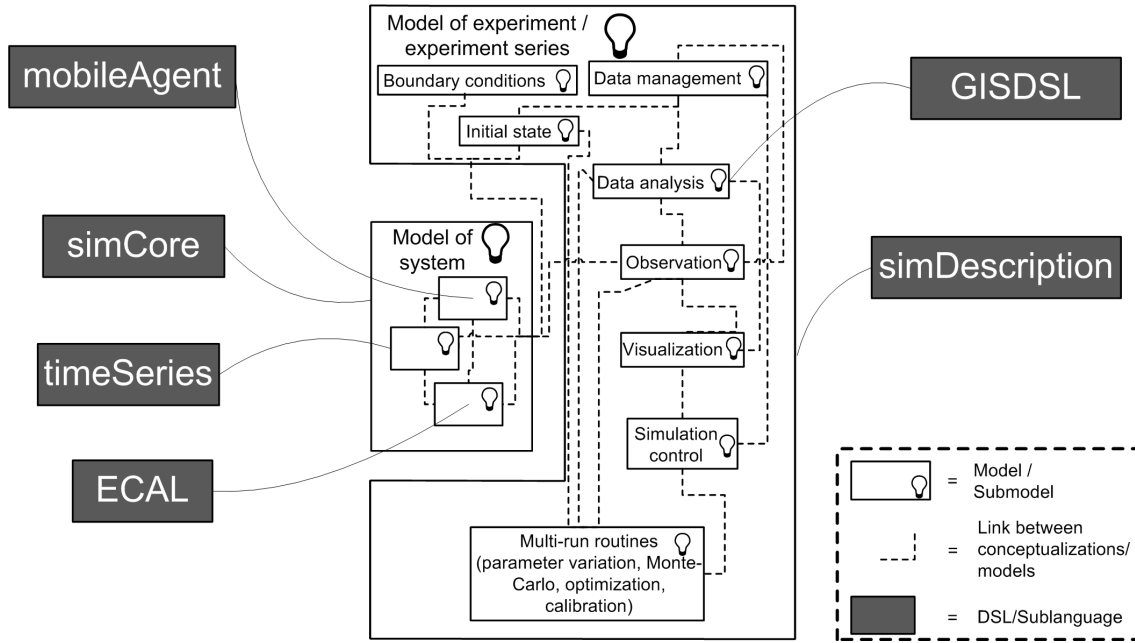 Model of experiment /
experiment series
mobileAgent
Boundary conditions
Data management
GISDSL
Initial state
Data analysis
simCore
Model of
system
Observation
simDescription
timeSeries
Visualization
Simulation
control
ECAL
Multi-run routines
(parameter variation, Monte-
Carlo, optimization,
calibration)
= Model /
Submodel
Link between
= conceptualizations/
models
= DSL/Sublanguage